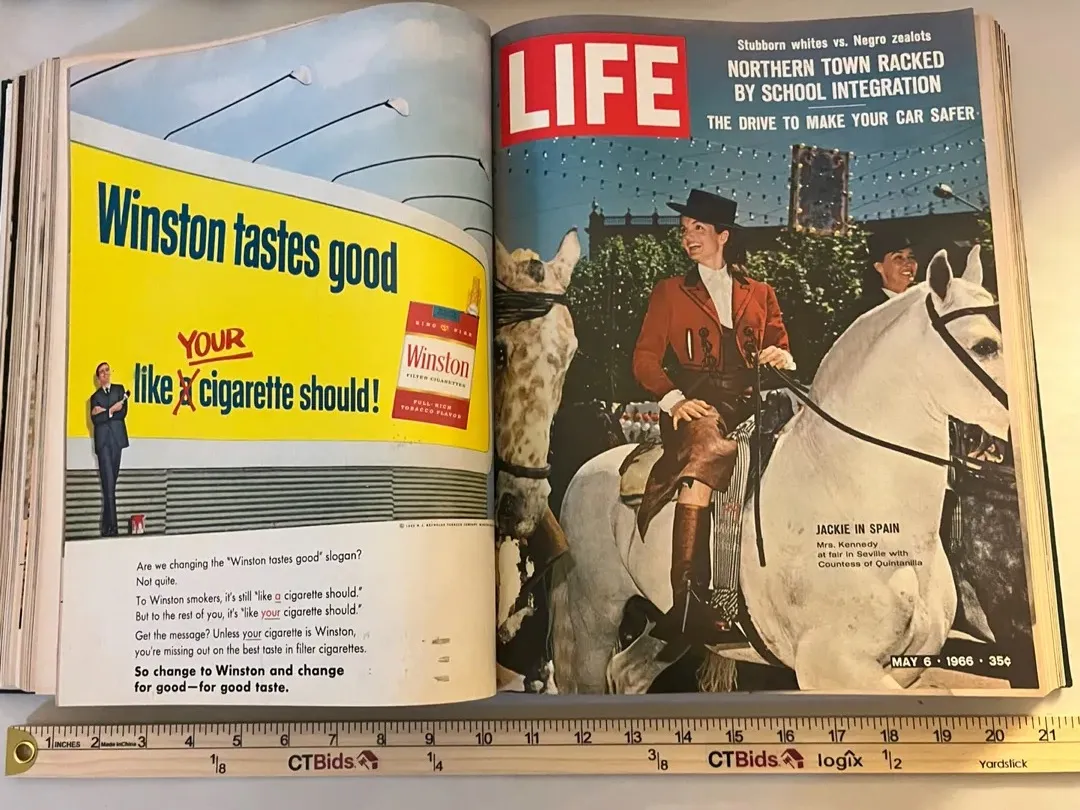 Winston tastes good
YOUR
like a cigarette should!
KING SIZE
Winston
FILTER CIGARETTES
FULL-RICH
TOBACCO FLAVOR
Are we changing the "Winston tastes good" slogan?
Not quite.
To Winston smokers, it's still "like a cigarette should."
But to the rest of you, it's "like your cigarette should."
Get the message? Unless your cigarette is Winston,
you're missing out on the best taste in filter cigarettes.
So change to Winston and change
for good—for good taste.
LIFE
Stubborn whites vs. Negro zealots
NORTHERN TOWN RACKED
BY SCHOOL INTEGRATION
THE DRIVE TO MAKE YOUR CAR SAFER
JACKIE IN SPAIN
Mrs. Kennedy
at fair in Seville with
Countess of Quintanilla
MAY 6 · 1966 · 35¢
1 INCHES 2 Made in China 3 4 5 6 7 8 9 10 11 12 13 14 15 16 17 18 19 20 21
1/8 CTBids 1/4 3/8 CTBids logix 1/2 Yardstick